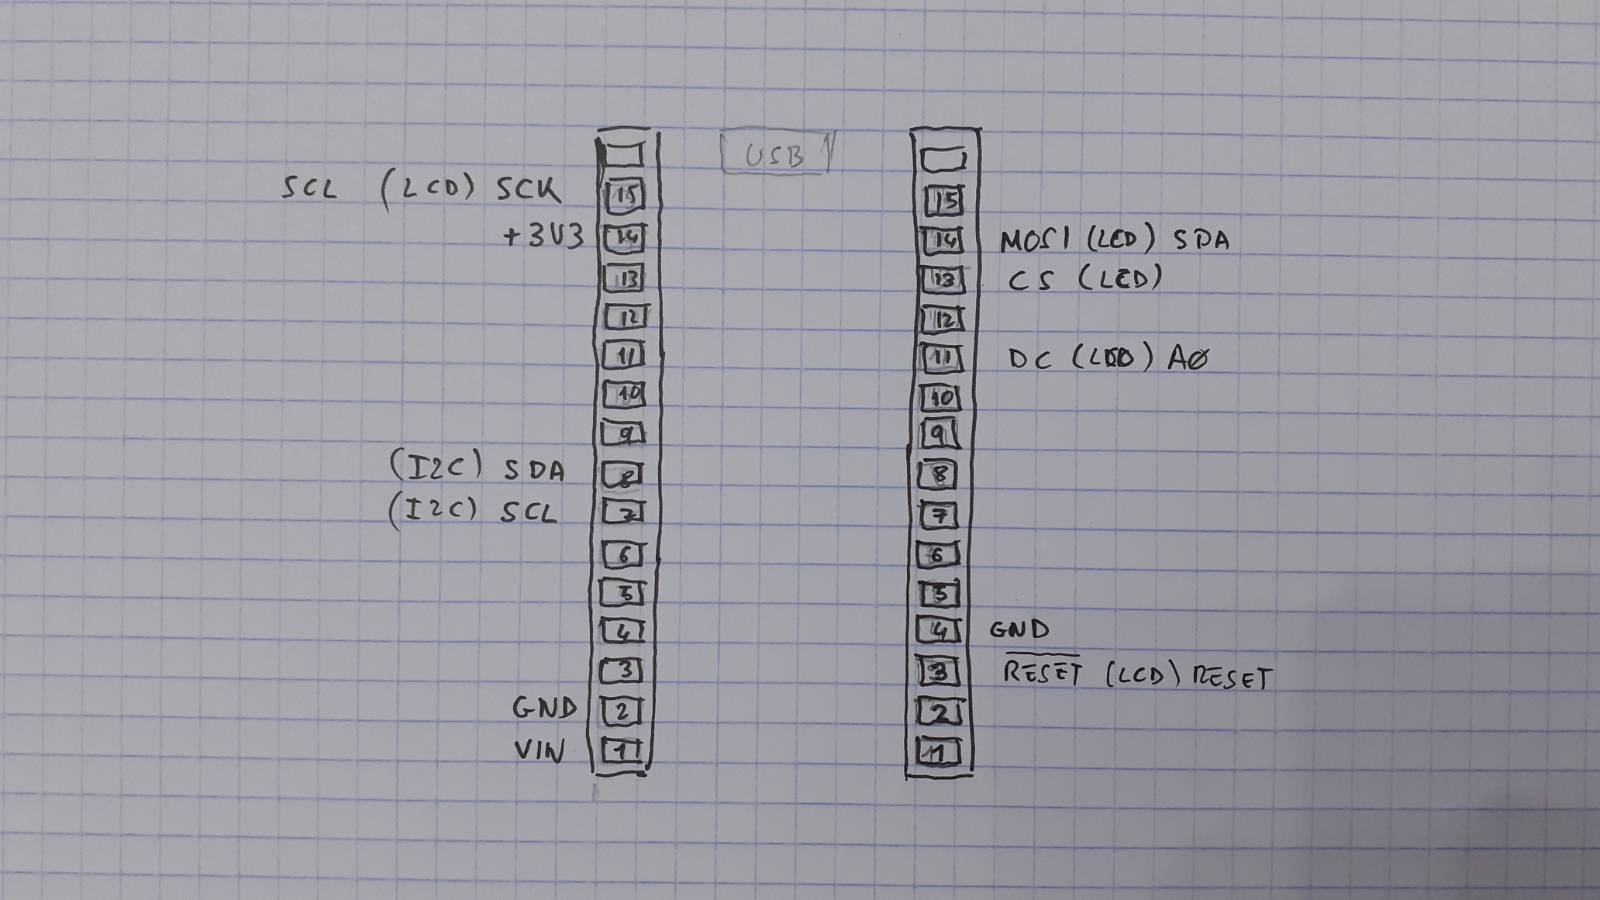 USB
SCL (LCD) SCK 15
+3V3 14
13
12
11
10
9
(I2C) SDA 8
(I2C) SCL 7
6
5
4
3
GND 2
VIN 1
15
14 MOSI (LCD) SDA
13 CS (LCD)
12
11 DC (LCD) A0
10
9
8
7
6
5
4 GND
3 RESET (LCD) RESET
2
1